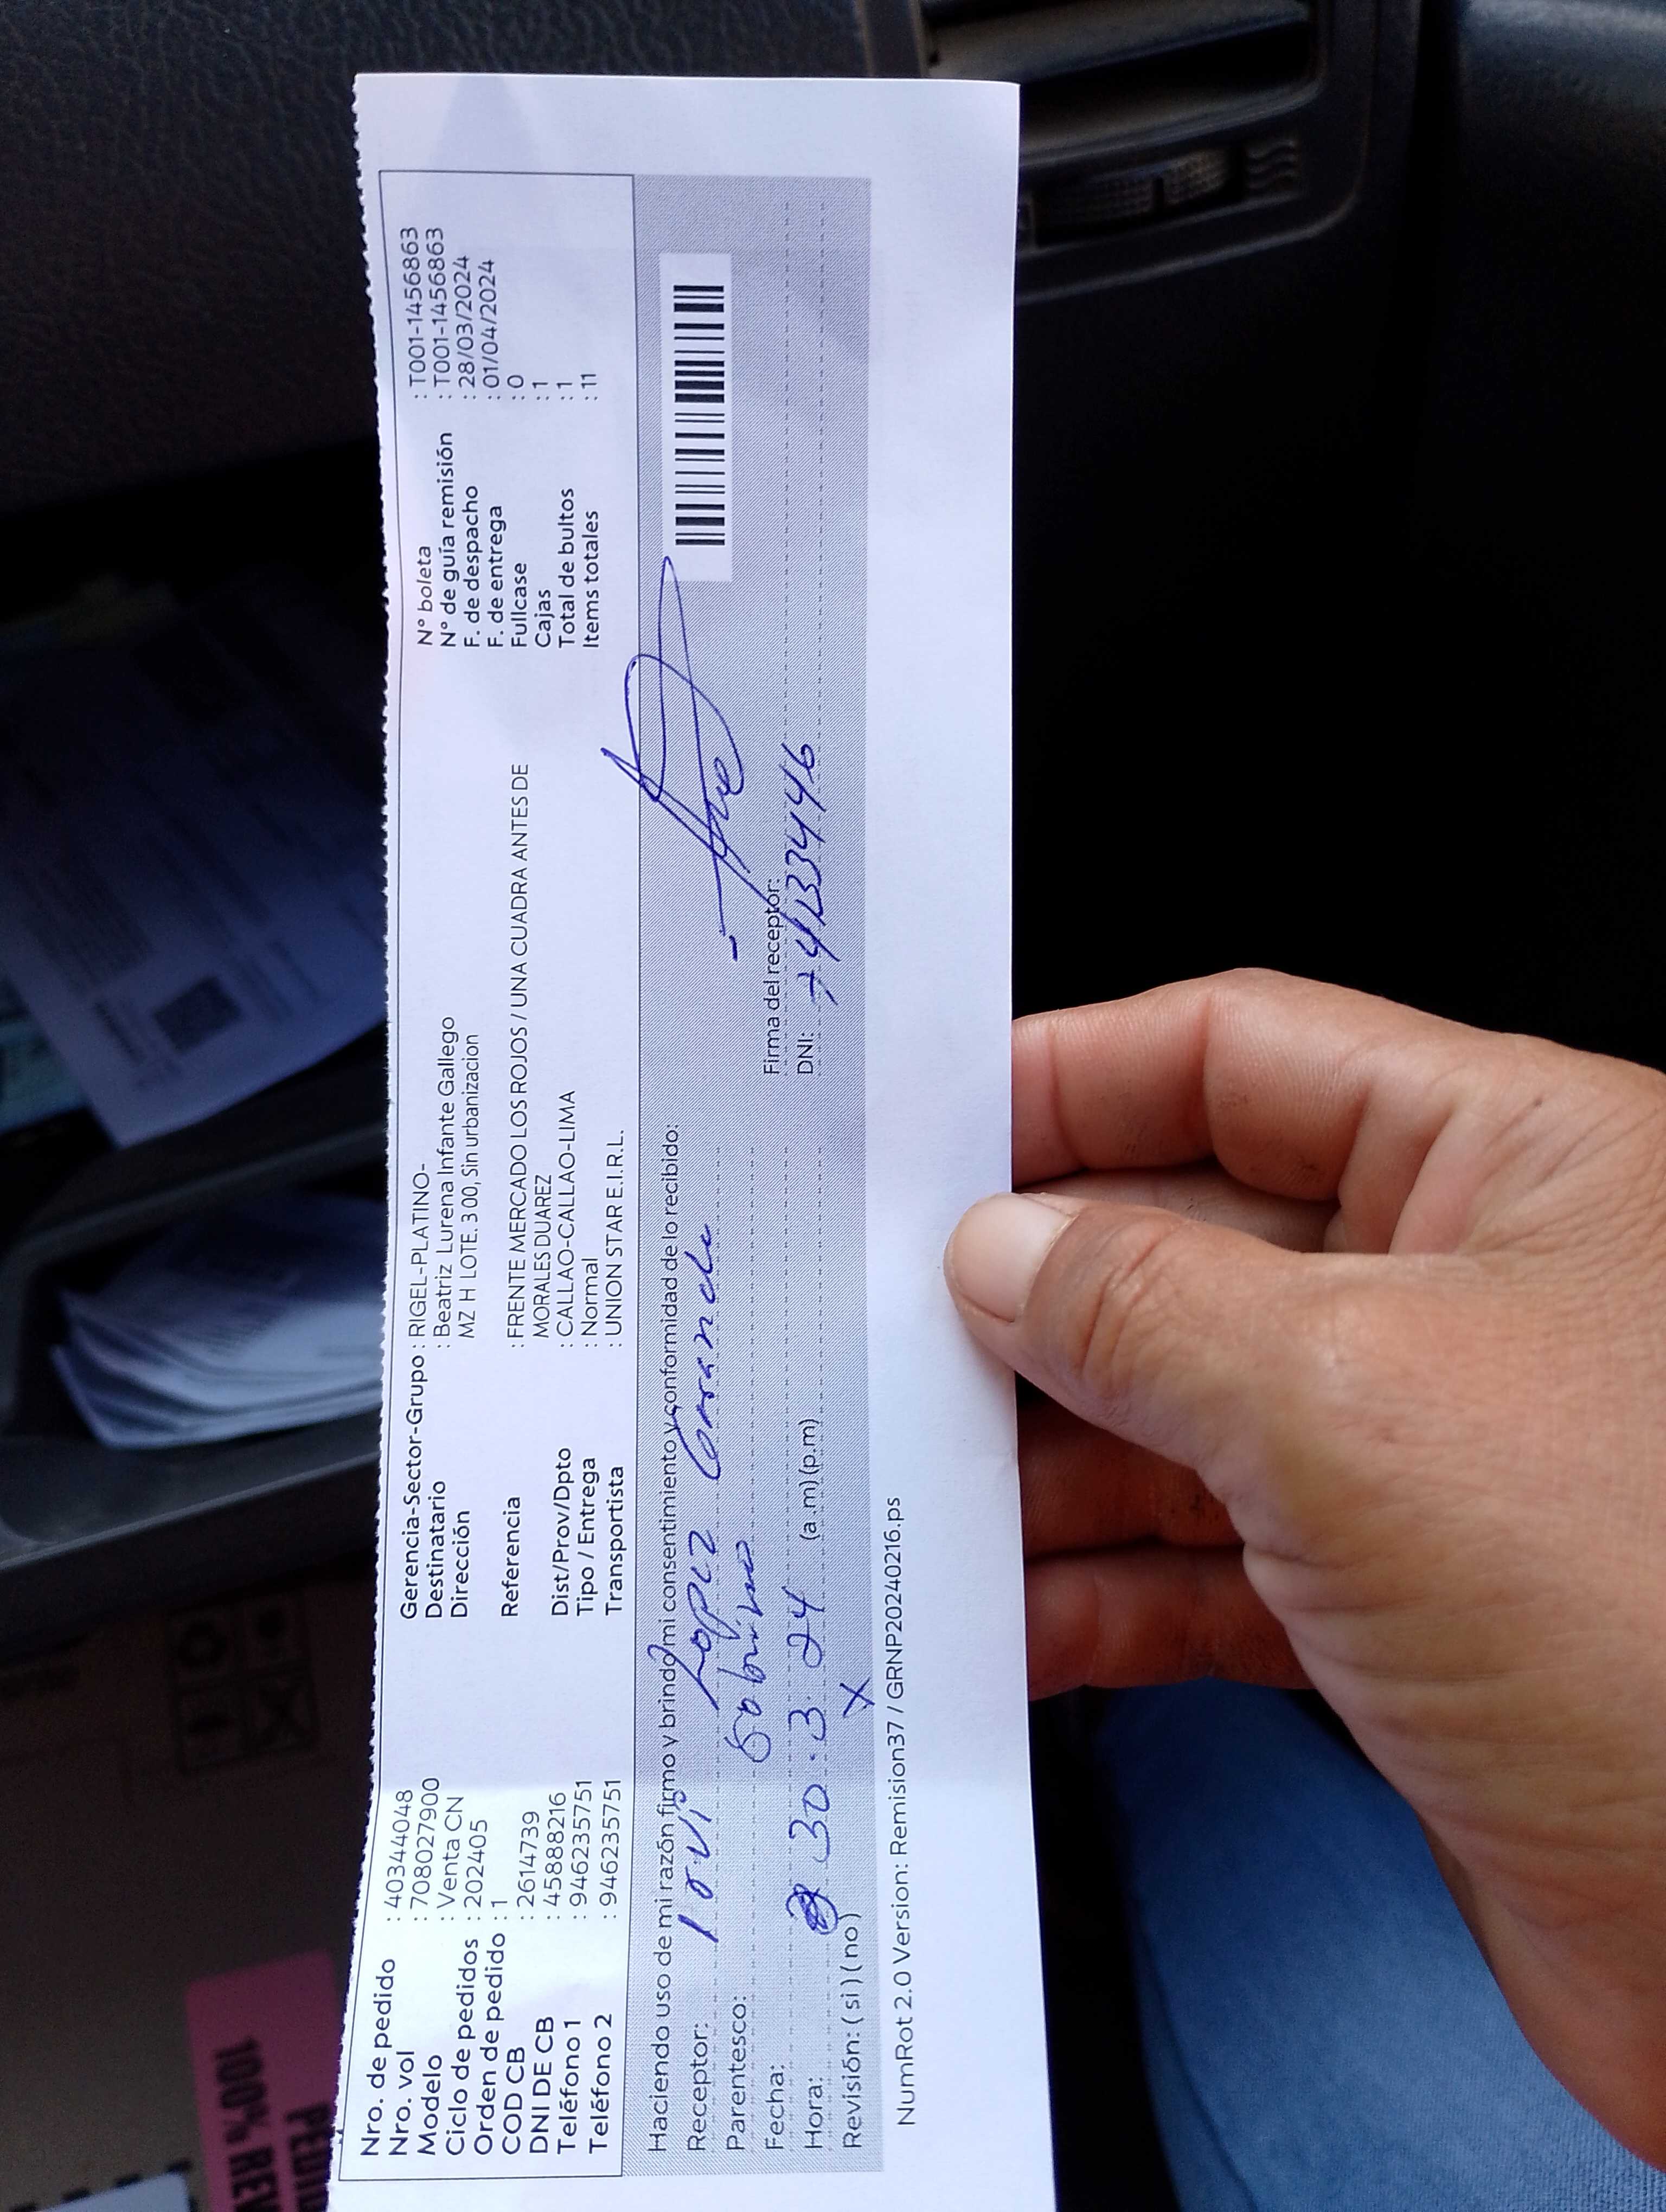 Nro. de pedido : 40344048
Nro. vol : 708027900
Modelo : Venta CN
Ciclo de pedidos : 202405
Orden de pedido : 1
COD CB : 2614739
DNI DE CB : 45888216
Teléfono 1 : 946235751
Teléfono 2 : 946235751
Gerencia-Sector-Grupo : RIGEL-PLATINO-
Destinatario : Beatriz Lurena Infante Gallego
Dirección MZ H LOTE. 3 00, Sin urbanizacion
Referencia : FRENTE MERCADO LOS ROJOS / UNA CUADRA ANTES DE
MORALES DUAREZ
Dist/Prov/Dpto : CALLAO-CALLAO-LIMA
Tipo / Entrega : Normal
Transportista : UNION STAR E.I.R.L.
N° boleta : T001-1456863
N° de guía remisión : T001-1456863
F. de despacho : 28/03/2024
F. de entrega : 01/04/2024
Fullcase : 0
Cajas : 1
Total de bultos : 1
Items totales : 11
Haciendo uso de mi razón firmo y brindo mi consentimiento y conformidad de lo recibido:
Receptor: Lopez
Parentesco: Sobrino
Fecha: 30.3.24
Hora: (a.m) (p.m)
Revisión: ( si ) ( no ) X
Firma del receptor:
DNI:
NumRot 2.0 Version: Remision37 / GRNP20240216.ps
100% REV